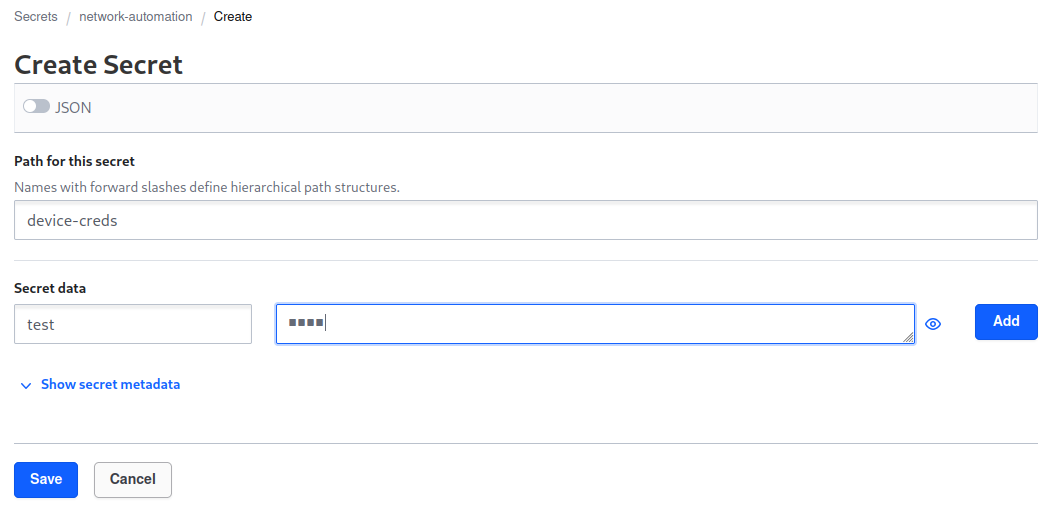 Secrets / network-automation / Create
Create Secret
JSON
Path for this secret
Names with forward slashes define hierarchical path structures.
device-creds
Secret data
test
Add
Show secret metadata
Save Cancel